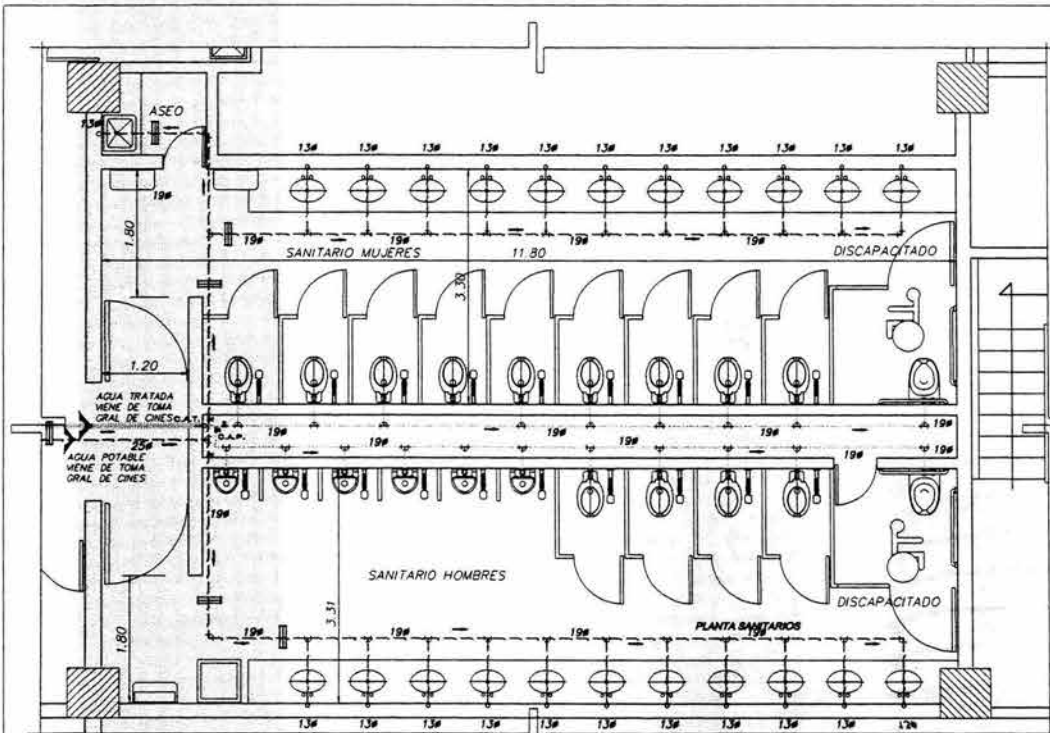 ASEO
13ø
13ø 13ø 13ø 13ø 13ø 13ø 13ø 13ø 13ø 13ø
13ø
19ø
1.80
19ø 19ø 19ø 19ø 19ø
SANITARIO MUJERES 11.80 DISCAPACITADO
3.30
1.20
AGUA TRATADA
VIENE DE TOMA
GRAL DE CINES C.A.T.
19ø 19ø 19ø
C.A.P.
25ø 19ø 19ø 19ø
AGUA POTABLE
VIENE DE TOMA
GRAL DE CINES
19ø
19ø
SANITARIO HOMBRES
DISCAPACITADO
3.31
PLANTA SANITARIOS
19ø 19ø 19ø 19ø
1.80
13ø 13ø 13ø 13ø 13ø 13ø 13ø 13ø 13ø 13ø